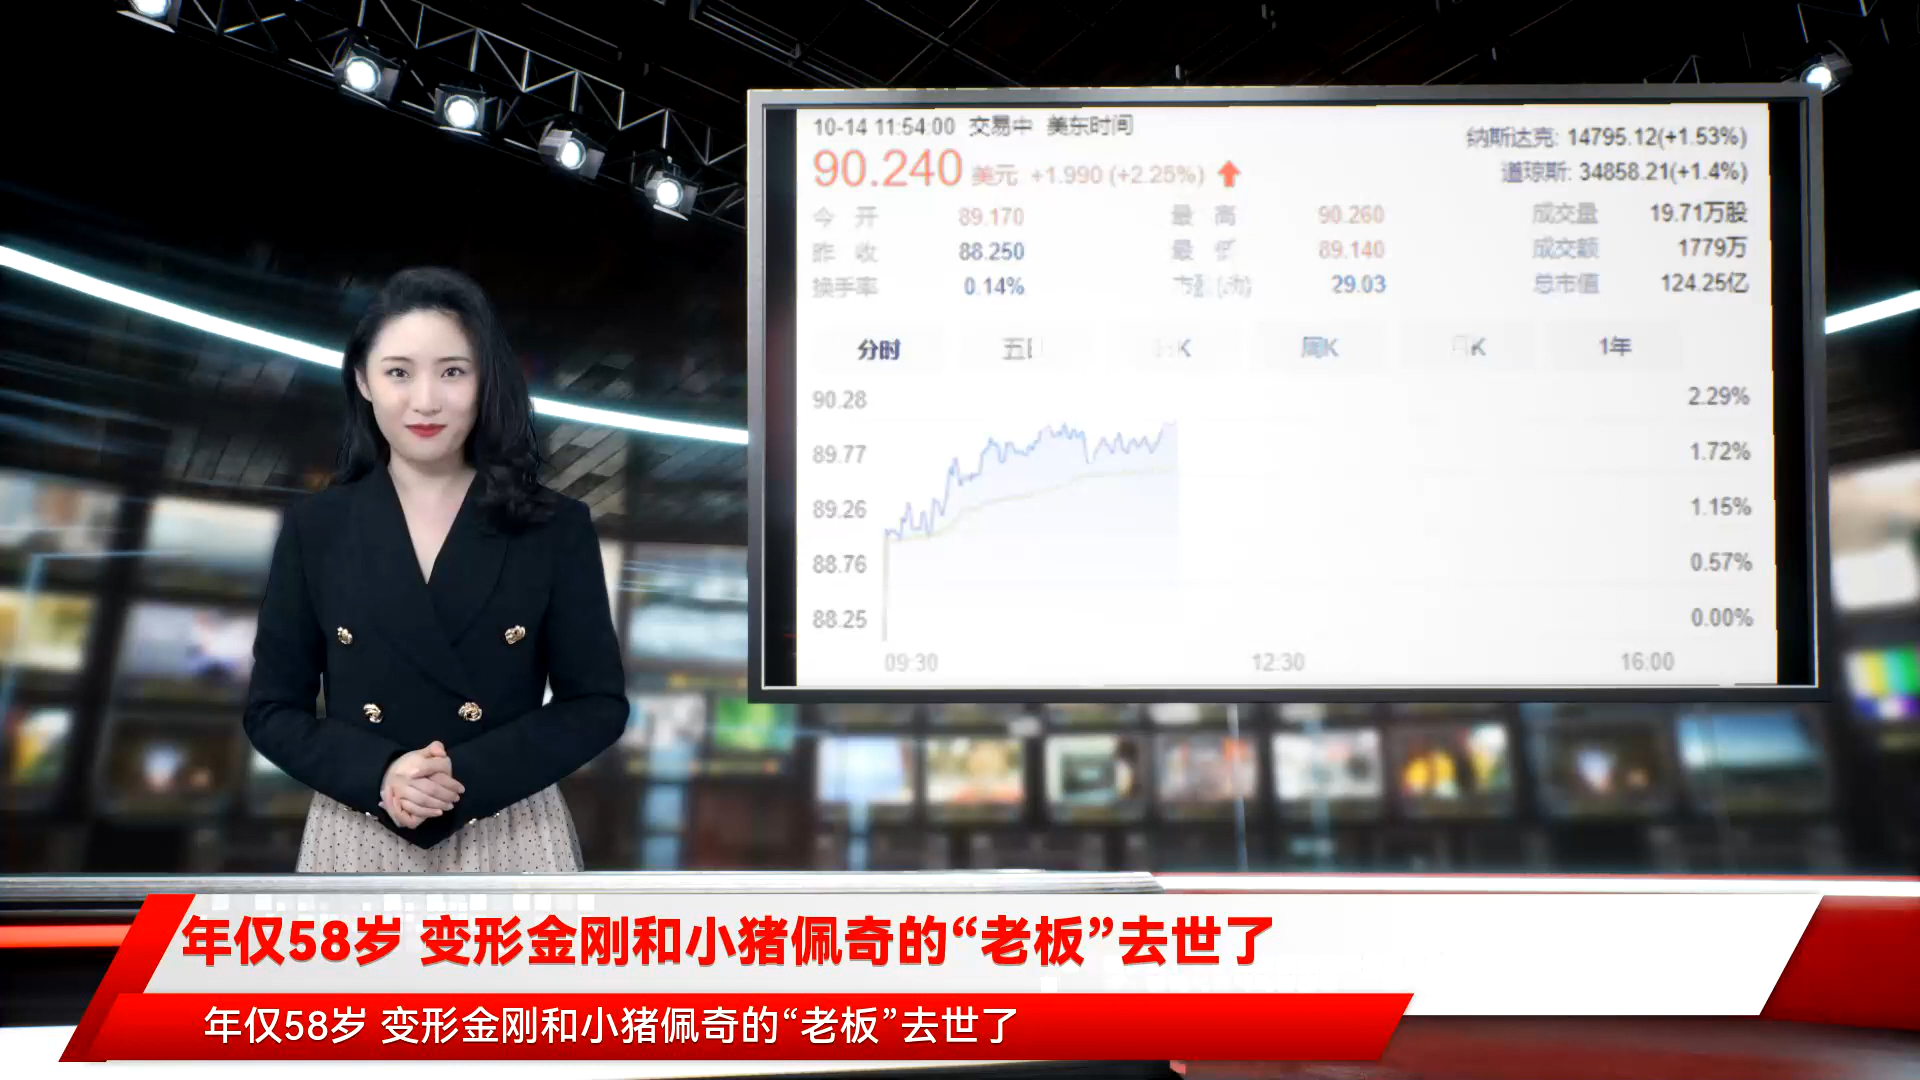 10-14 11:54:00 交易中 美东时间
纳斯达克: 14795.12(+1.53%)
90.240 美元 +1.990 (+2.25%)
道琼斯: 34858.21(+1.4%)
今 开 89.170 最 高 90.260 成交量 19.71万股
昨 收 88.250 最 低 89.140 成交额 1779万
换手率 0.14% 29.03 总市值 124.25亿
分时 五日 K 周K 月K 1年
90.28 2.29%
89.77 1.72%
89.26 1.15%
88.76 0.57%
88.25 0.00%
09:30 12:30 16:00
年仅58岁 变形金刚和小猪佩奇的“老板”去世了
年仅58岁 变形金刚和小猪佩奇的“老板”去世了